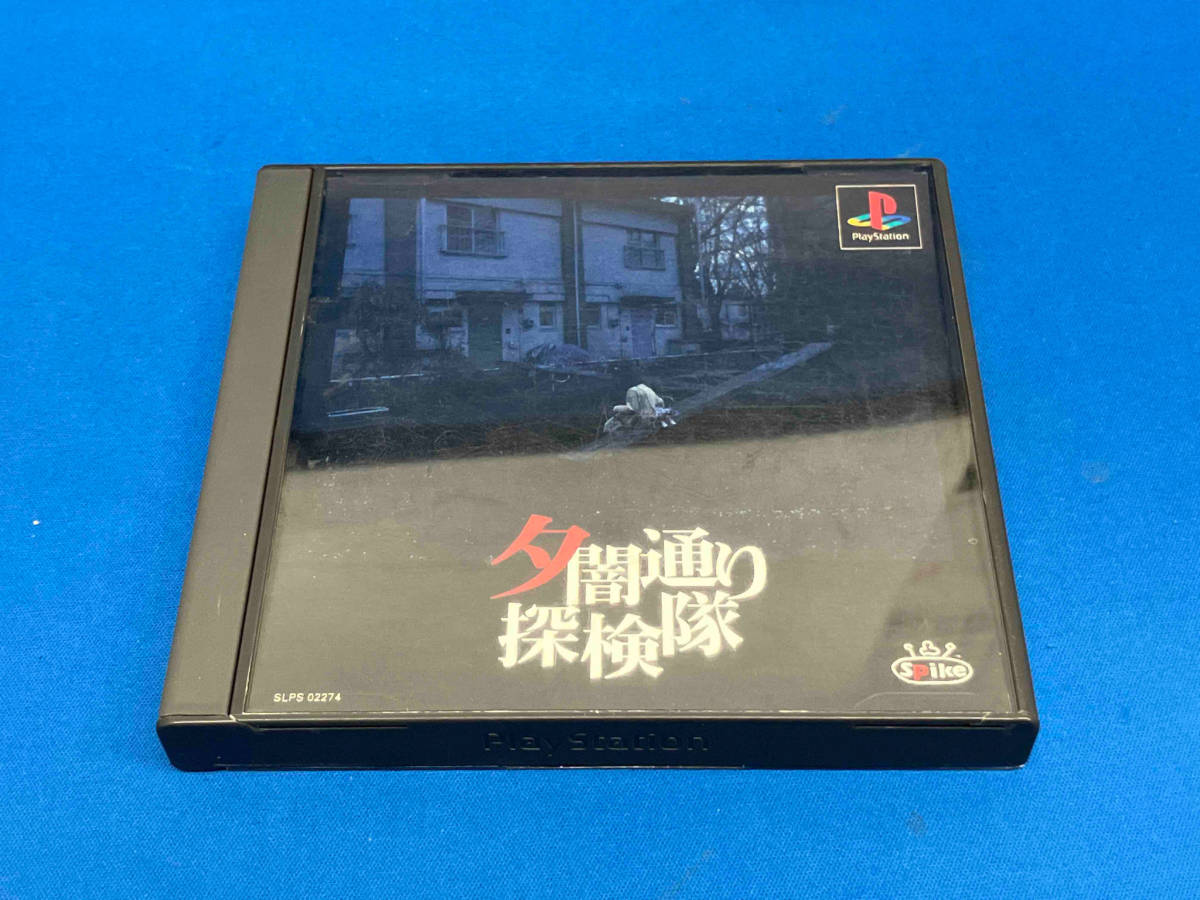 PlayStation
夕闇通り
探検隊
Spike
SLPS 02274
PlayStation